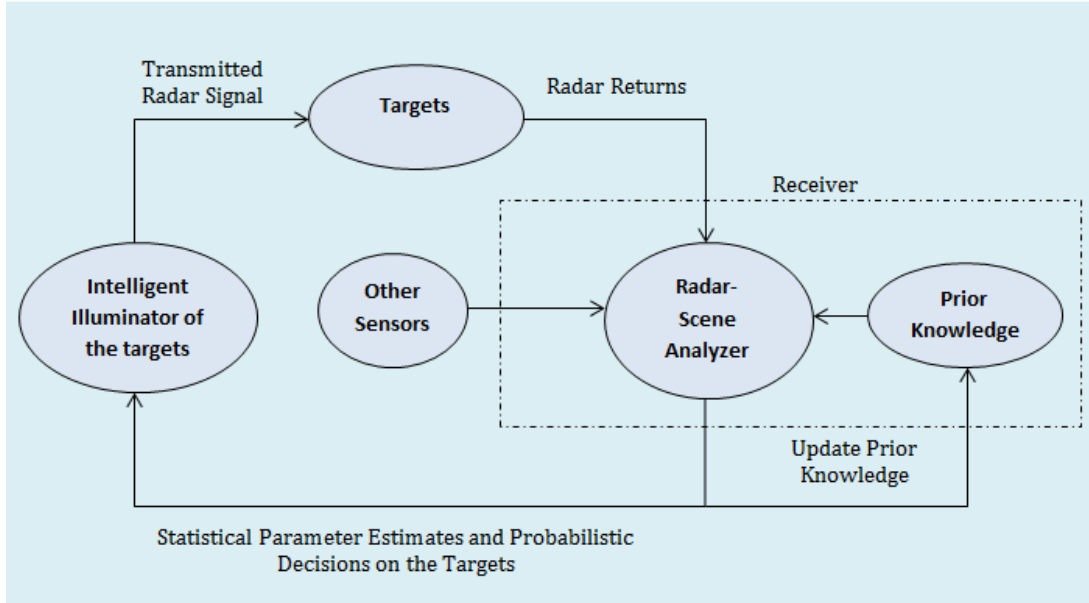 Transmitted
Radar Signal
Targets
Radar Returns
Receiver
Intelligent
Illuminator of
the targets
Other
Sensors
Radar-
Scene
Analyzer
Prior
Knowledge
Update Prior
Knowledge
Statistical Parameter Estimates and Probabilistic
Decisions on the Targets